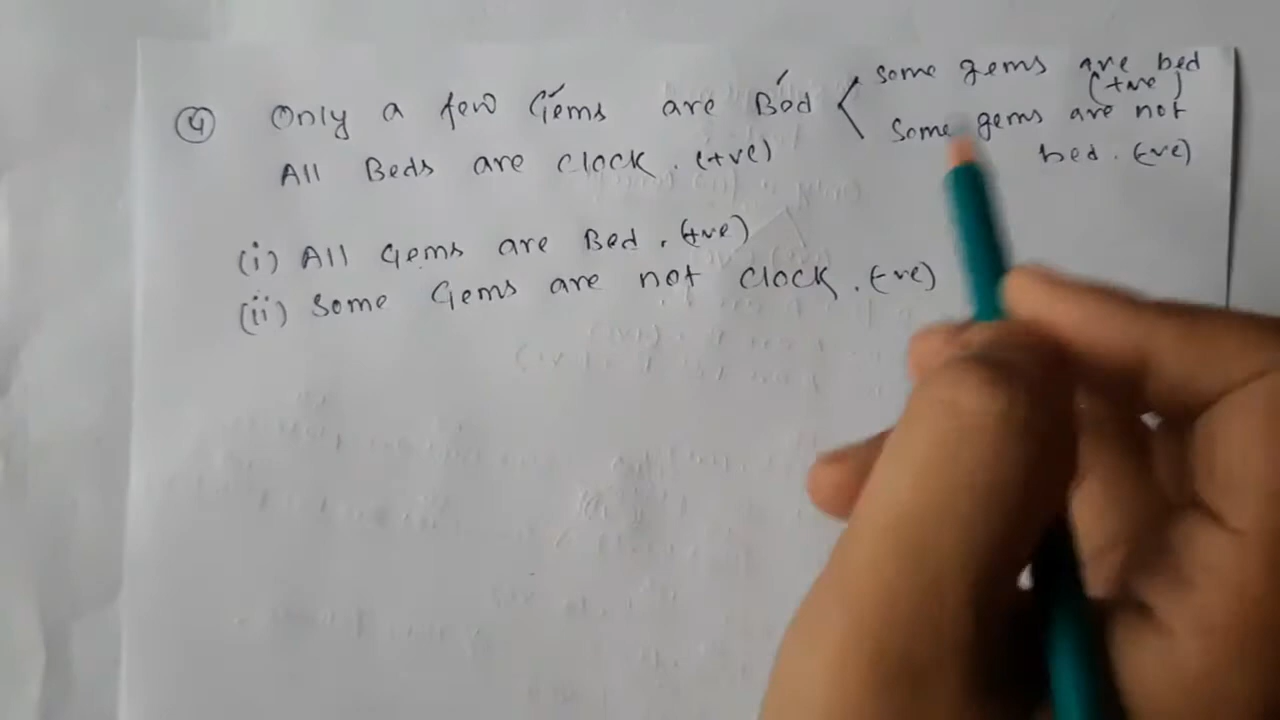 ④ Only a few Gems are Bed < some gems are bed (+ve)
Some gems are not bed. (-ve)
All Beds are clock. (+ve)
(i) All Gems are Bed. (+ve)
(ii) Some Gems are not clock. (-ve)